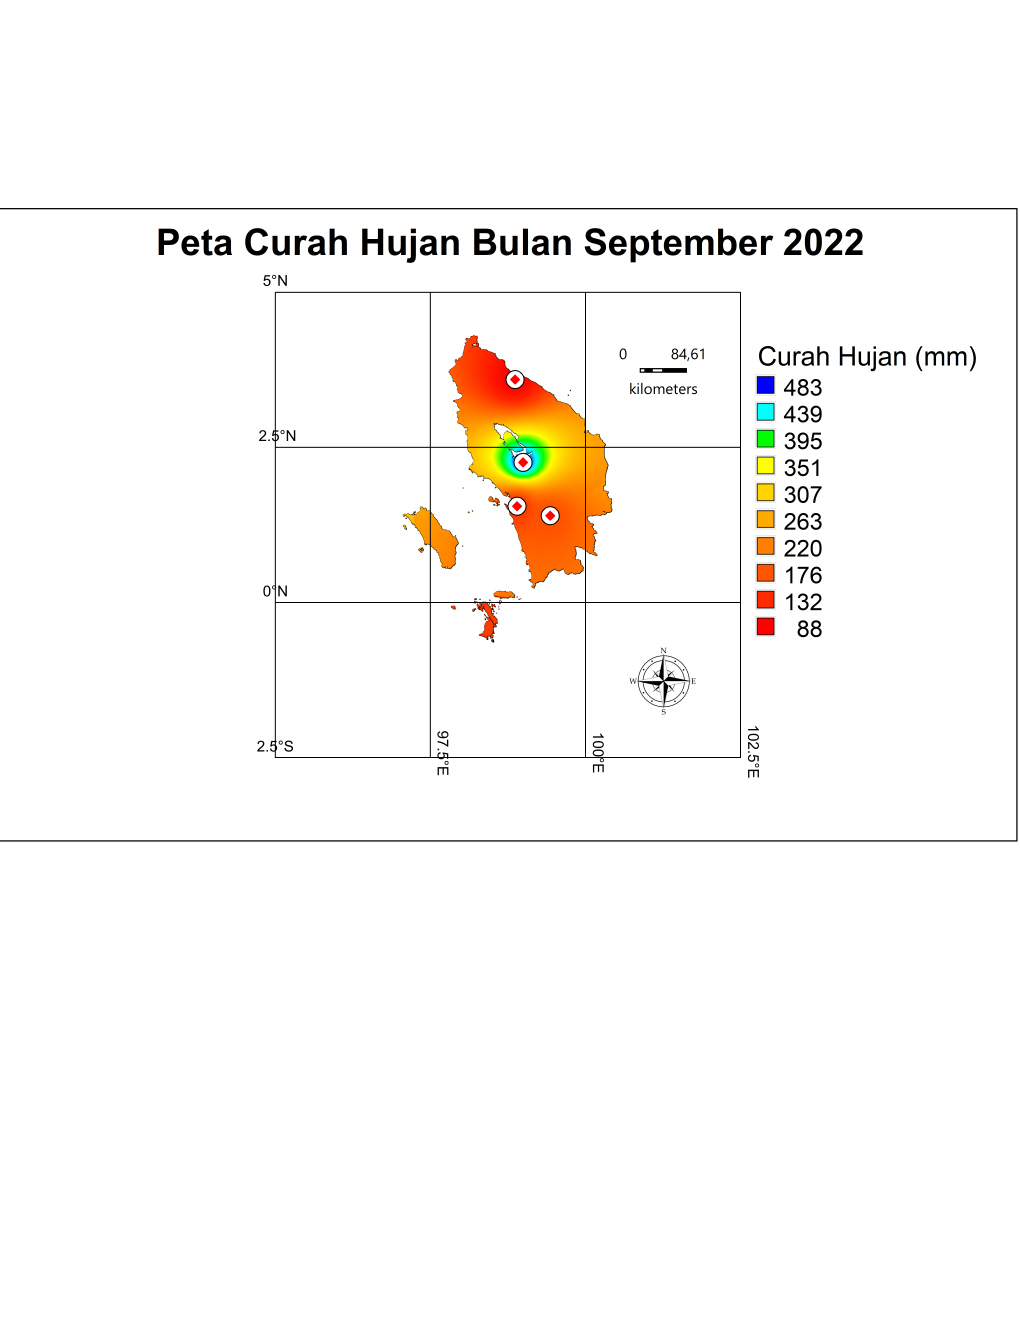 Peta Curah Hujan Bulan September 2022
5°N
0 84,61
kilometers
Curah Hujan (mm)
483
439
395
351
307
263
220
176
132
88
2.5°N
0°N
N
W E
S
2.5°S
97.5°E
100°E
102.5°E